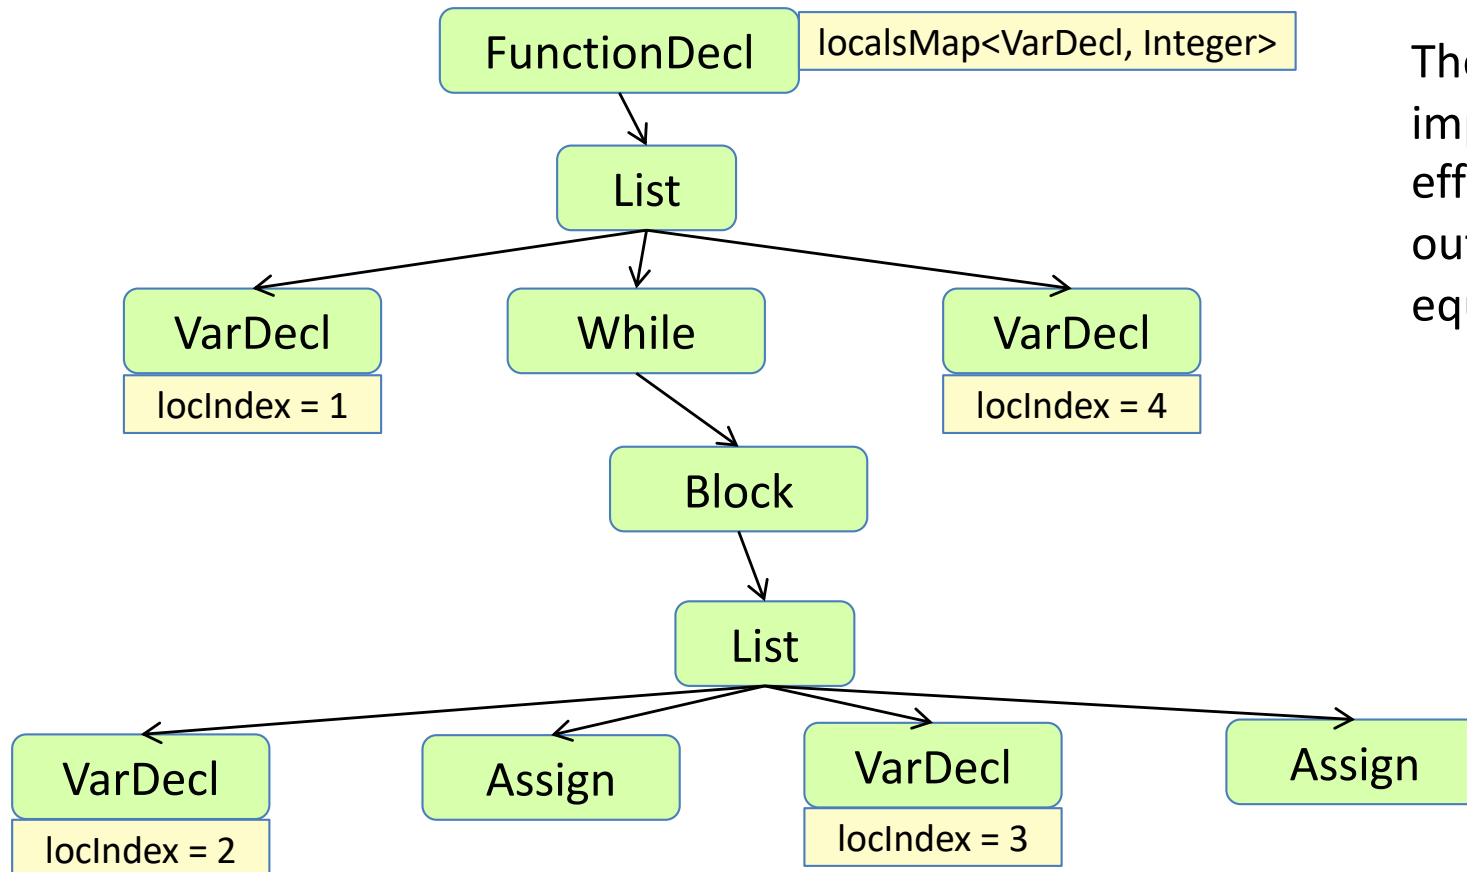 FunctionDecl
localsMap<VarDecl, Integer>
List
VarDecl
While
VarDecl
locIndex = 1
locIndex = 4
Block
List
VarDecl
Assign
VarDecl
Assign
locIndex = 2
locIndex = 3